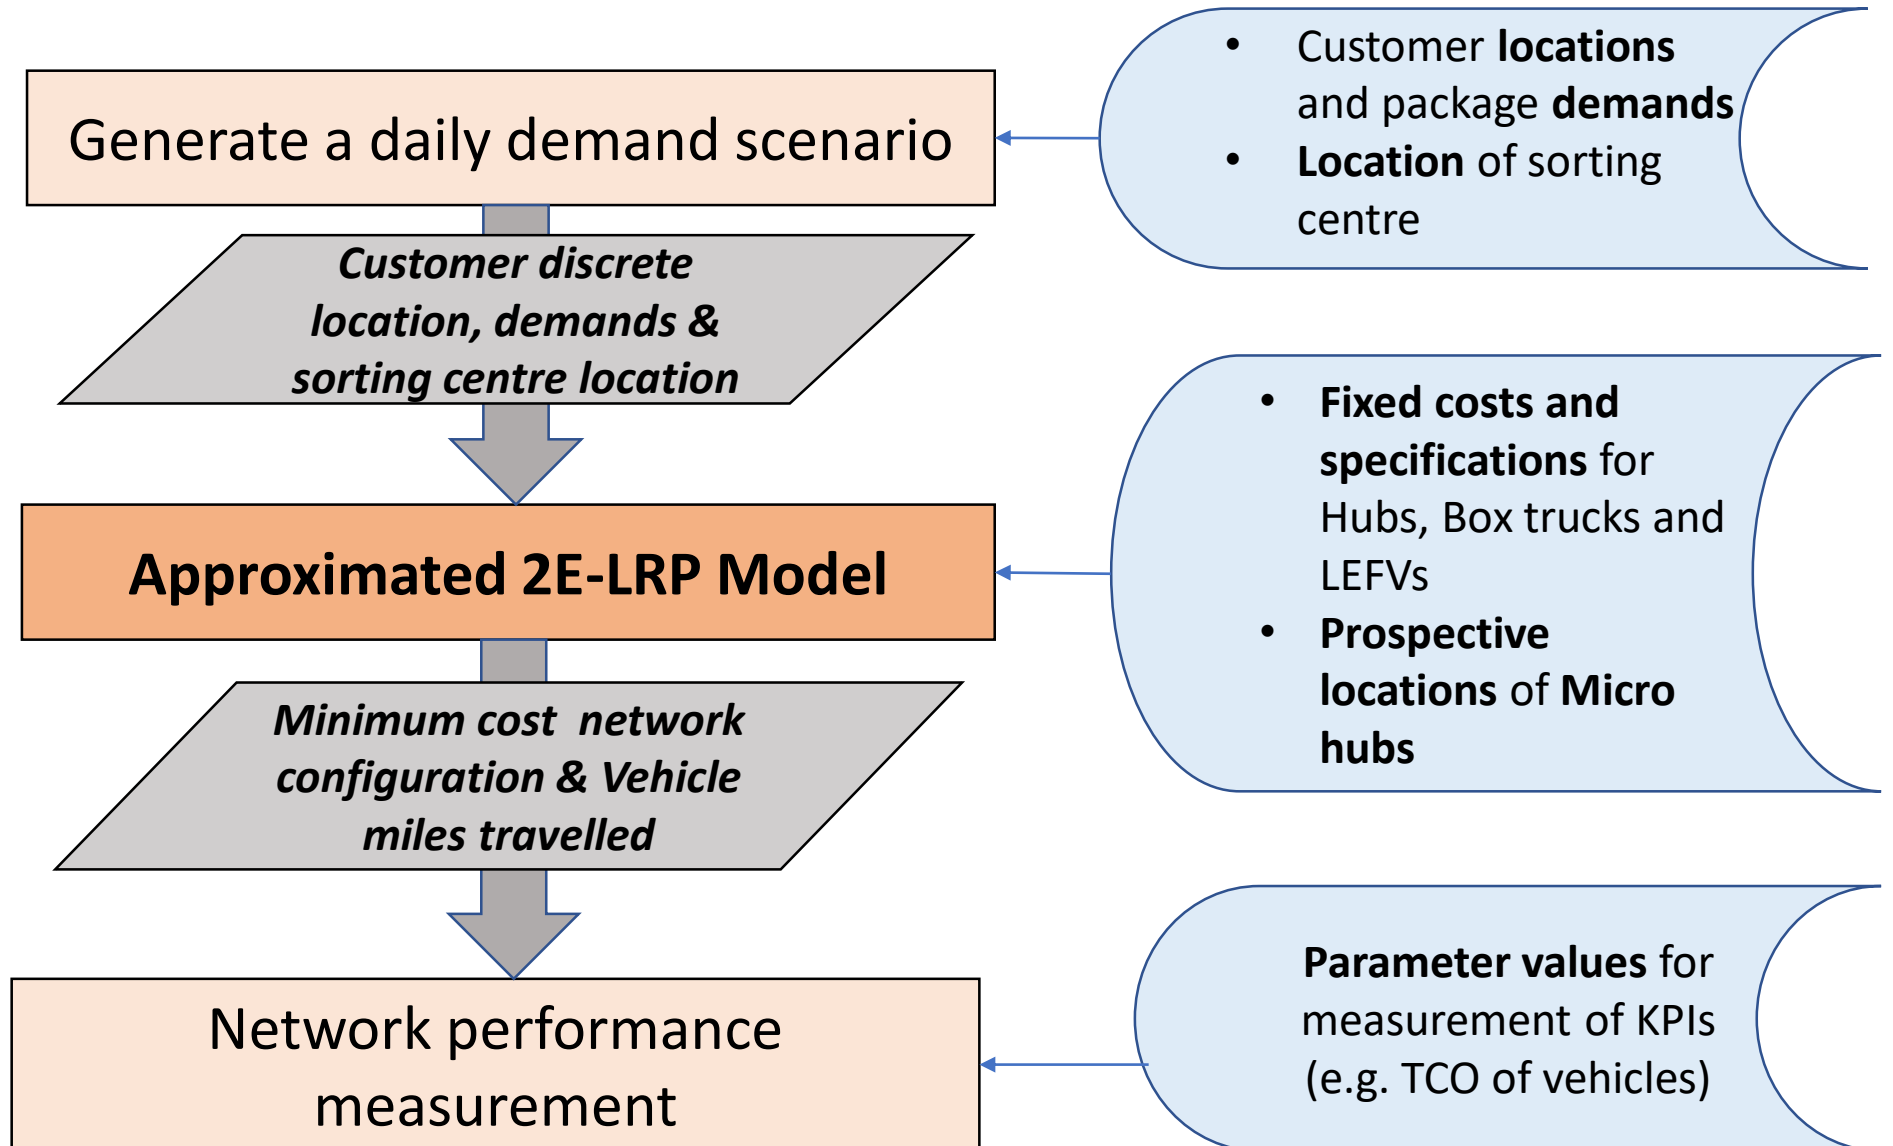 Generate a daily demand scenario
• Customer locations
and package demands
• Location of sorting
centre
Customer discrete
location, demands &
sorting centre location
Approximated 2E-LRP Model
• Fixed costs and
specifications for
Hubs, Box trucks and
LEFVs
• Prospective
locations of Micro
hubs
Minimum cost  network
configuration & Vehicle
miles travelled
Network performance
measurement
Parameter values for
measurement of KPIs
(e.g. TCO of vehicles)